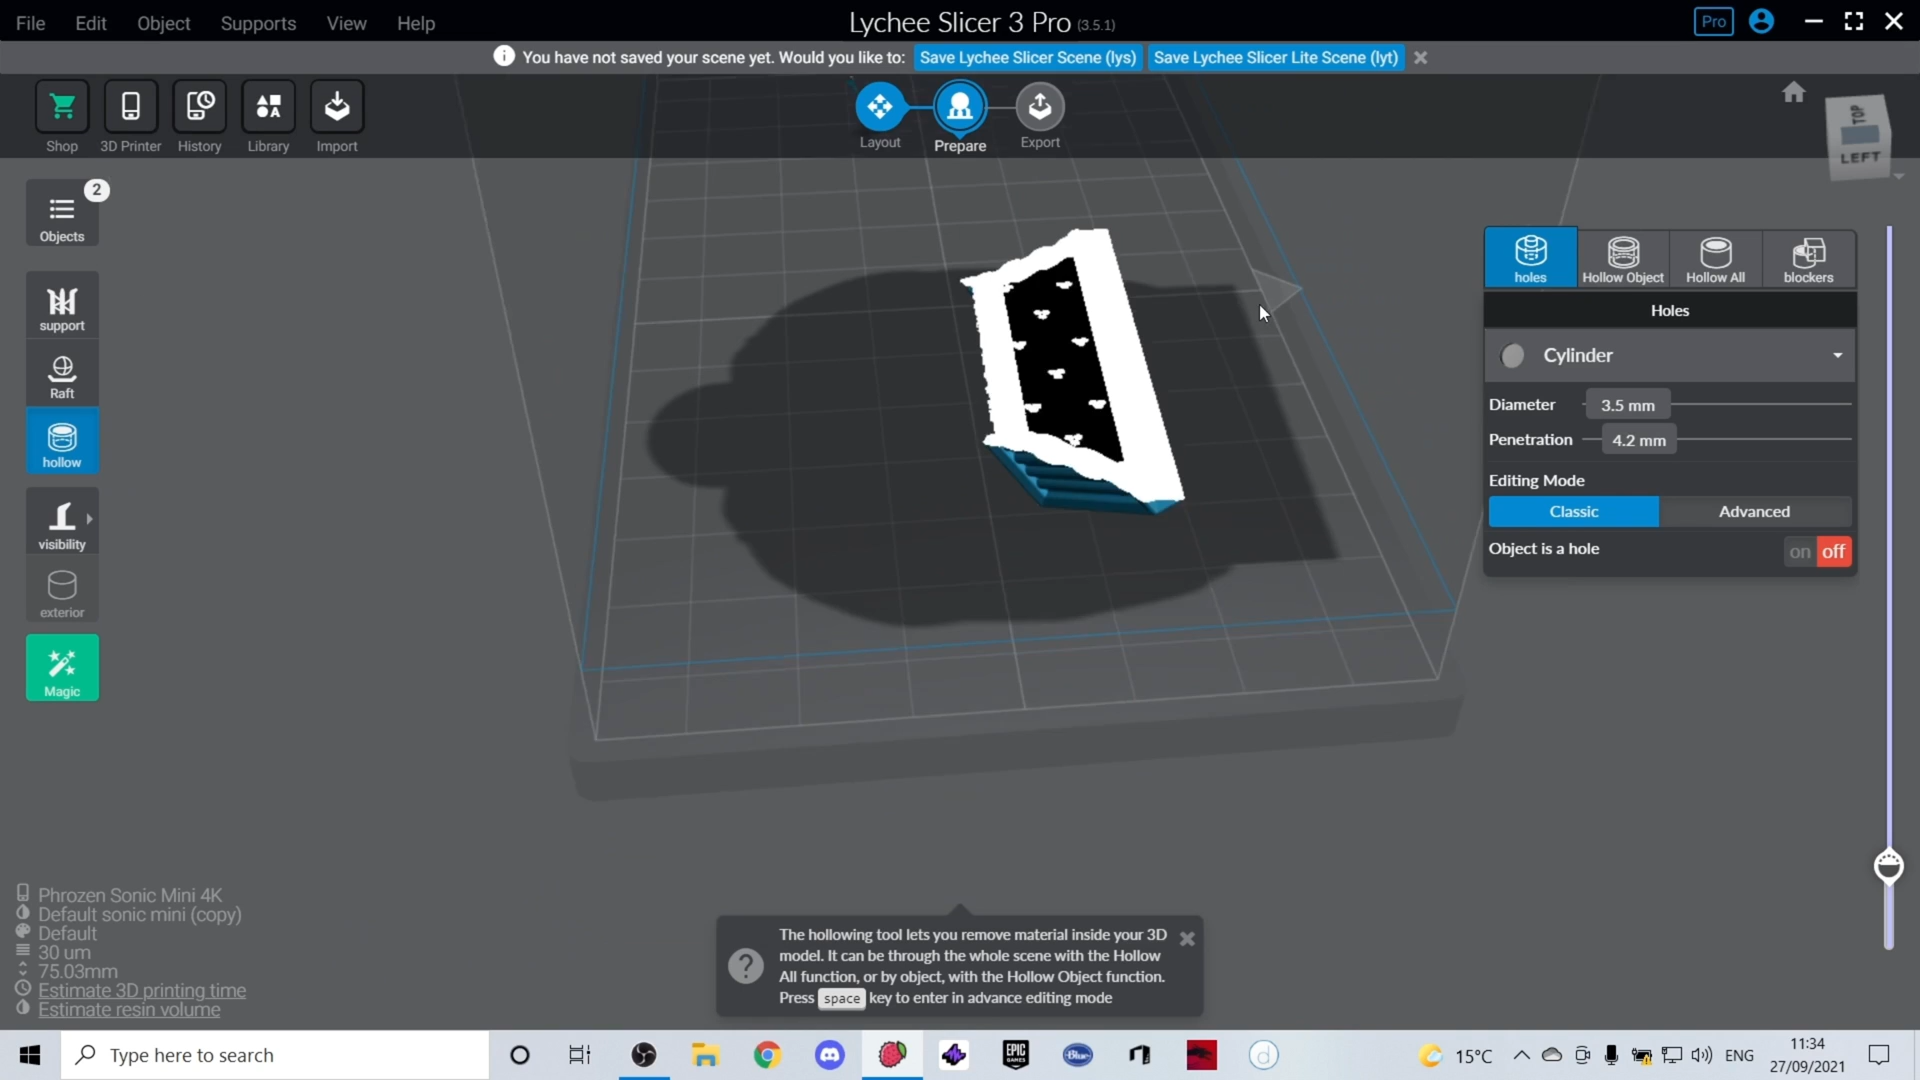 File Edit Object Supports View Help
Lychee Slicer 3 Pro (3.5.1)
Pro
You have not saved your scene yet. Would you like to: Save Lychee Slicer Scene (lys) Save Lychee Slicer Lite Scene (lyt)
Shop 3D Printer History Library Import
Layout Prepare Export
TOP
LEFT
2
Objects
support
Raft
hollow
visibility
exterior
Magic
holes Hollow Object Hollow All blockers
Holes
Cylinder
Diameter 3.5 mm
Penetration 4.2 mm
Editing Mode
Classic Advanced
Object is a hole on off
Phrozen Sonic Mini 4K
Default sonic mini (copy)
Default
30 um
75.03mm
Estimate 3D printing time
Estimate resin volume
The hollowing tool lets you remove material inside your 3D
model. It can be through the whole scene with the Hollow
All function, or by object, with the Hollow Object function.
Press space key to enter in advance editing mode
Type here to search
EPIC GAMES
Blue
15°C
ENG
11:34
27/09/2021